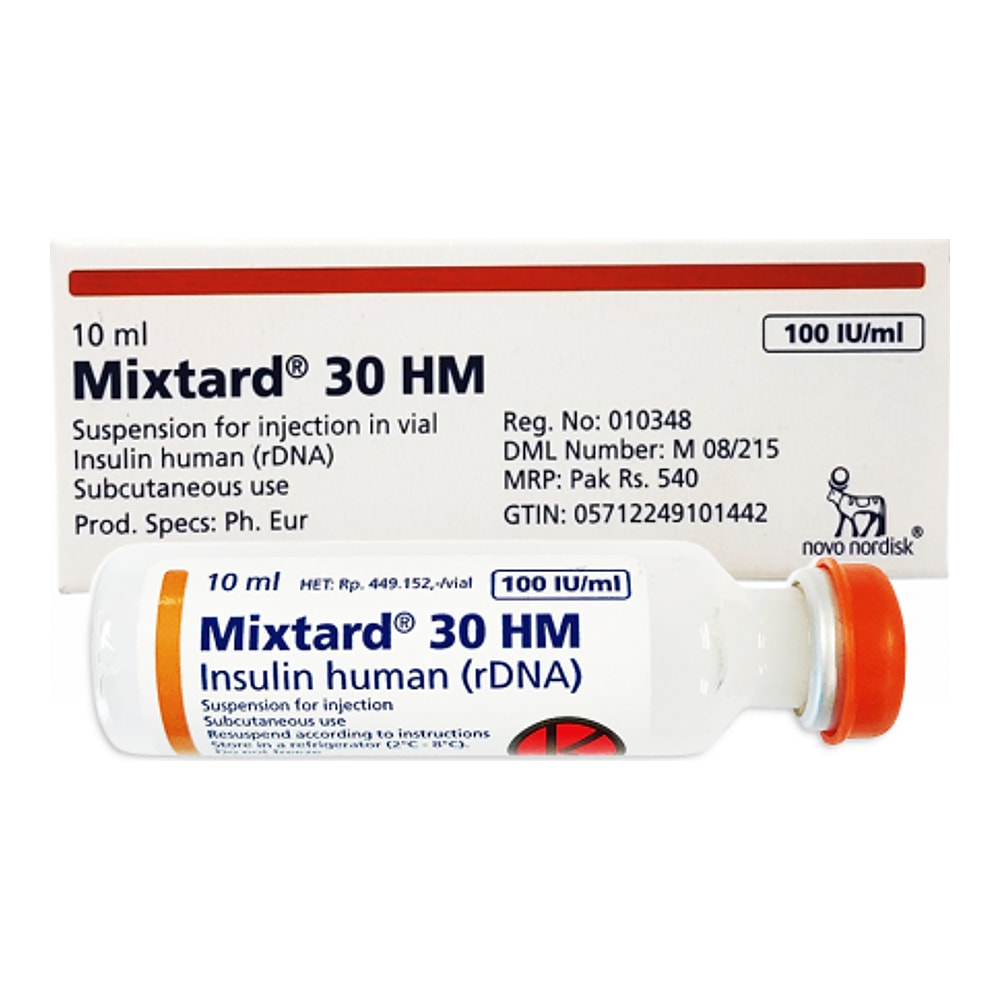 10 ml
100 IU/ml
Mixtard® 30 HM
Suspension for injection in vial
Insulin human (rDNA)
Subcutaneous use
Prod. Specs: Ph. Eur
Reg. No: 010348
DML Number: M 08/215
MRP: Pak Rs. 540
GTIN: 05712249101442
novo nordisk®
10 ml HET: Rp. 449.152,-/vial 100 IU/ml
Mixtard® 30 HM
Insulin human (rDNA)
Suspension for injection
Subcutaneous use
Resuspend according to instructions
Store in a refrigerator (2°C - 8°C).
K